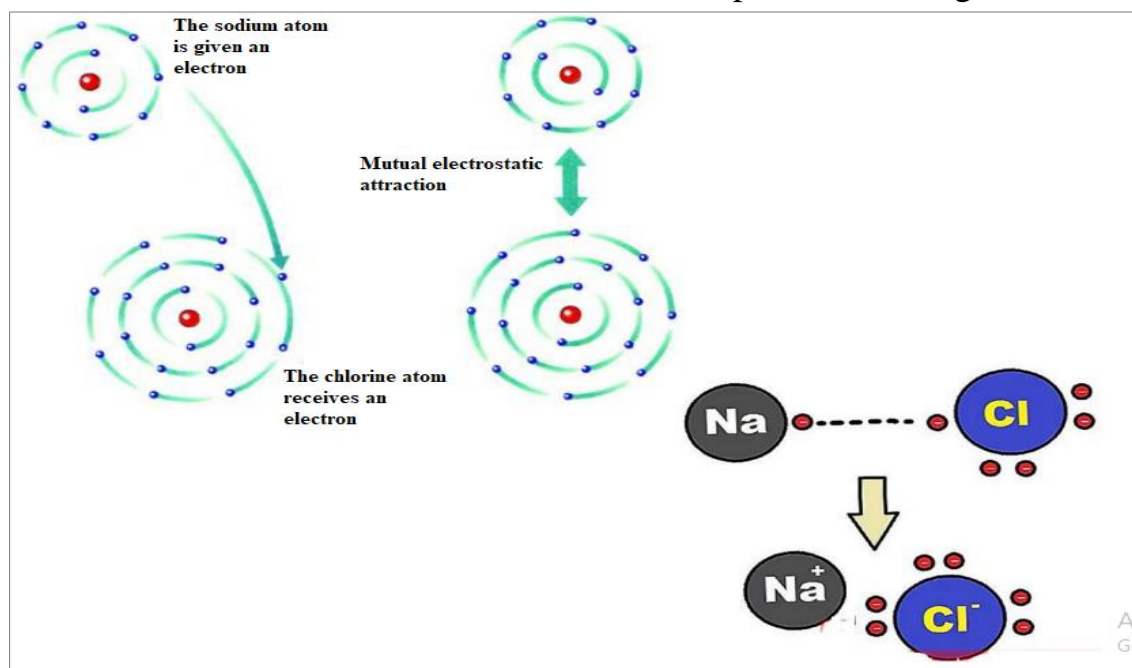 The sodium atom
is given an
electron
Mutual electrostatic
attraction
The chlorine atom
receives an
electron
Na
Cl
Na+
Cl-